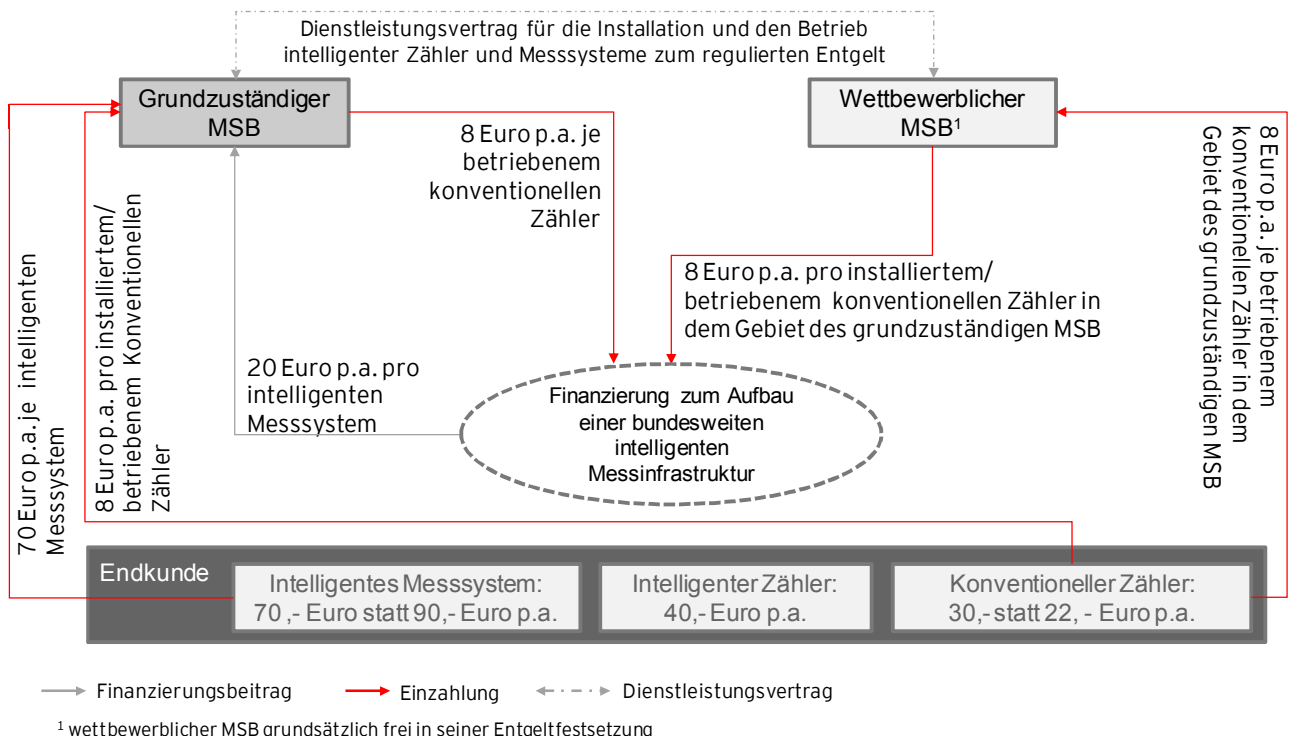 Dienstleistungsvertrag für die Installation und den Betrieb
intelligenter Zähler und Messsysteme zum regulierten Entgelt
Grundzuständiger
MSB
Wettbewerblicher
MSB¹
8 Euro p.a. je
betriebenem
konventionellen
Zähler
8 Euro p.a. pro installiertem/
betriebenem konventionellen Zähler in
dem Gebiet des grundzuständigen MSB
70 Euro p.a. je intelligenten
Messsystem
8 Euro p.a. pro installiertem/
betriebenem Konventionellen
Zähler
8 Euro p.a. je betriebenem
konventionellen Zähler in dem
Gebiet des grundzuständigen MSB
20 Euro p.a. pro
intelligenten
Messsystem
Finanzierung zum Aufbau
einer bundesweiten
intelligenten
Messinfrastruktur
Endkunde
Intelligentes Messsystem:
70 ,- Euro statt 90,- Euro p.a.
Intelligenter Zähler:
40,- Euro p.a.
Konventioneller Zähler:
30,- statt 22, - Euro p.a.
Finanzierungsbeitrag
Einzahlung
Dienstleistungsvertrag
¹ wettbewerblicher MSB grundsätzlich frei in seiner Entgeltfestsetzung